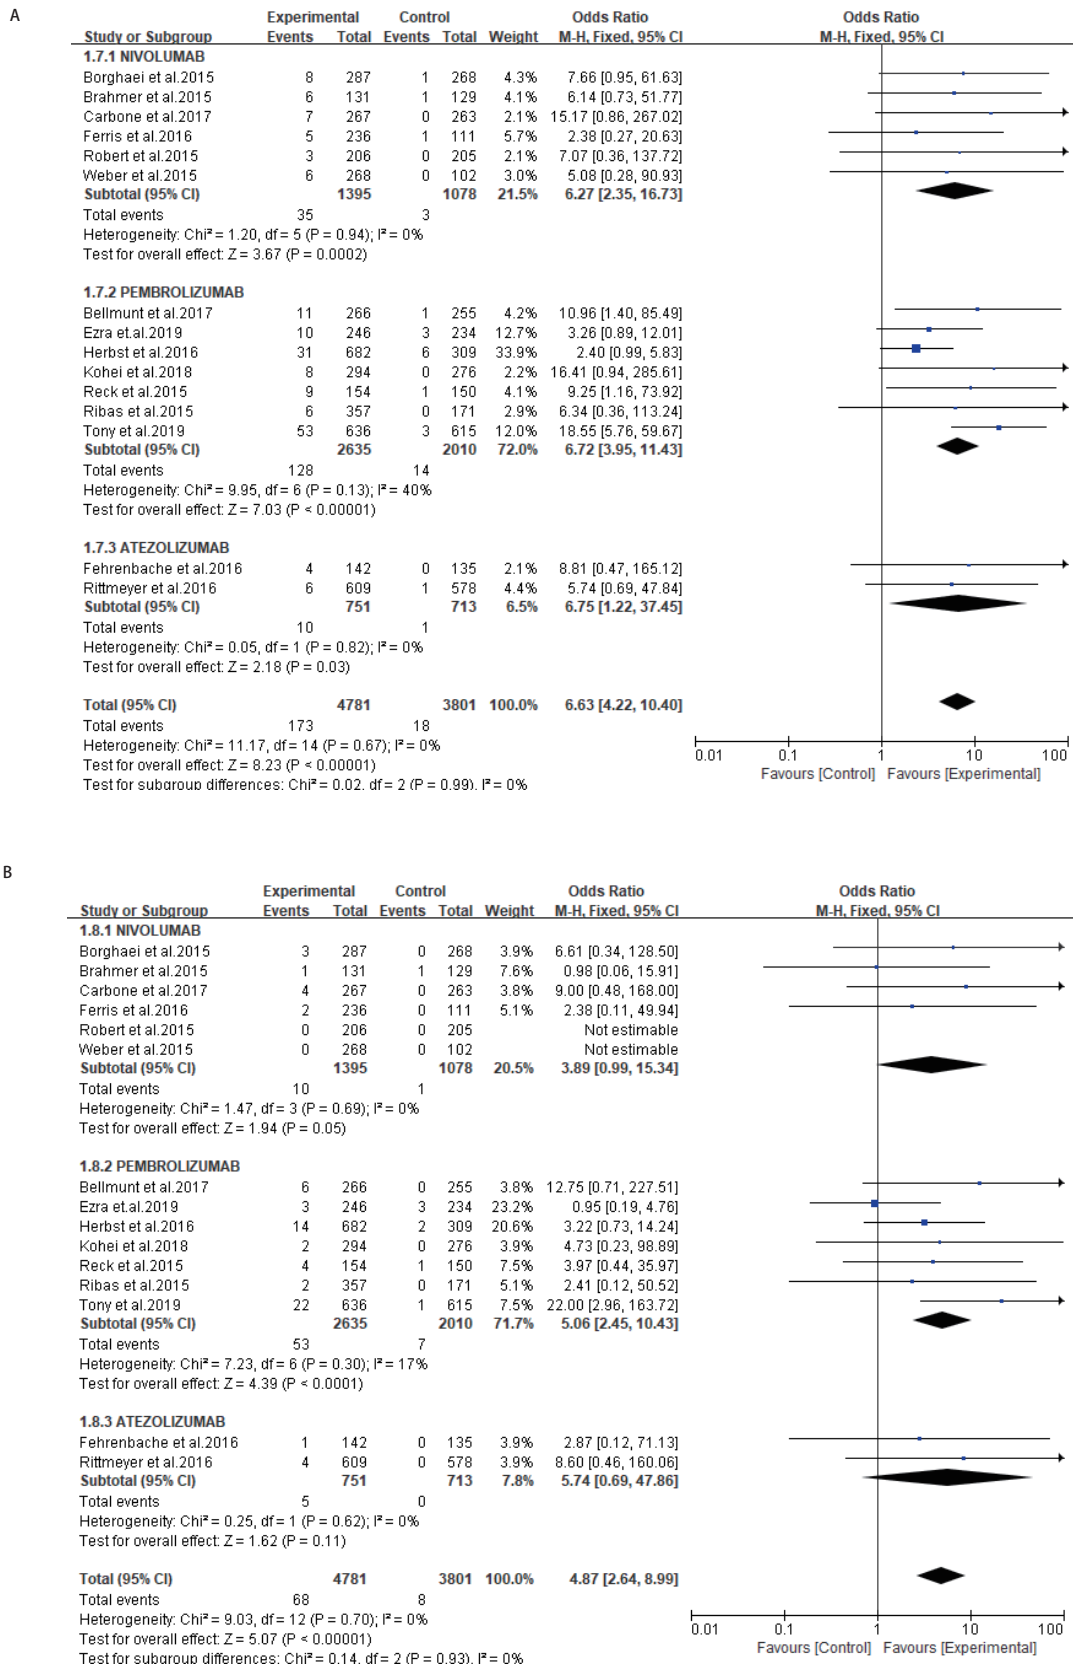 A
Experimental Control Odds Ratio Odds Ratio
Study or Subgroup Events Total Events Total Weight M-H, Fixed, 95% CI M-H, Fixed, 95% CI
1.7.1 NIVOLUMAB
Borghaei et al.2015 8 287 1 268 4.3% 7.66 [0.95, 61.63]
Brahmer et al.2015 6 131 1 129 4.1% 6.14 [0.73, 51.77]
Carbone et al.2017 7 267 0 263 2.1% 15.17 [0.86, 267.02]
Ferris et al.2016 5 236 1 111 5.7% 2.38 [0.27, 20.63]
Robert et al.2015 3 206 0 205 2.1% 7.07 [0.36, 137.72]
Weber et al.2015 6 268 0 102 3.0% 5.08 [0.28, 90.93]
Subtotal (95% CI) 1395 1078 21.5% 6.27 [2.35, 16.73]
Total events 35 3
Heterogeneity: Chi² = 1.20, df = 5 (P = 0.94); I² = 0%
Test for overall effect: Z = 3.67 (P = 0.0002)
1.7.2 PEMBROLIZUMAB
Bellmunt et al.2017 11 266 1 255 4.2% 10.96 [1.40, 85.49]
Ezra et.al.2019 10 246 3 234 12.7% 3.26 [0.89, 12.01]
Herbst et al.2016 31 682 6 309 33.9% 2.40 [0.99, 5.83]
Kohei et al.2018 8 294 0 276 2.2% 16.41 [0.94, 285.61]
Reck et al.2015 9 154 1 150 4.1% 9.25 [1.16, 73.92]
Ribas et al.2015 6 357 0 171 2.9% 6.34 [0.36, 113.24]
Tony et al.2019 53 636 3 615 12.0% 18.55 [5.76, 59.67]
Subtotal (95% CI) 2635 2010 72.0% 6.72 [3.95, 11.43]
Total events 128 14
Heterogeneity: Chi² = 9.95, df = 6 (P = 0.13); I² = 40%
Test for overall effect: Z = 7.03 (P < 0.00001)
1.7.3 ATEZOLIZUMAB
Fehrenbache et al.2016 4 142 0 135 2.1% 8.81 [0.47, 165.12]
Rittmeyer et al.2016 6 609 1 578 4.4% 5.74 [0.69, 47.84]
Subtotal (95% CI) 751 713 6.5% 6.75 [1.22, 37.45]
Total events 10 1
Heterogeneity: Chi² = 0.05, df = 1 (P = 0.82); I² = 0%
Test for overall effect: Z = 2.18 (P = 0.03)
Total (95% CI) 4781 3801 100.0% 6.63 [4.22, 10.40]
Total events 173 18
Heterogeneity: Chi² = 11.17, df = 14 (P = 0.67); I² = 0%
Test for overall effect: Z = 8.23 (P < 0.00001)
Test for subgroup differences: Chi² = 0.02, df = 2 (P = 0.99), I² = 0%
0.01 0.1 1 10 100
Favours [Control] Favours [Experimental]
B
Experimental Control Odds Ratio Odds Ratio
Study or Subgroup Events Total Events Total Weight M-H, Fixed, 95% CI M-H, Fixed, 95% CI
1.8.1 NIVOLUMAB
Borghaei et al.2015 3 287 0 268 3.9% 6.61 [0.34, 128.50]
Brahmer et al.2015 1 131 1 129 7.6% 0.98 [0.06, 15.91]
Carbone et al.2017 4 267 0 263 3.8% 9.00 [0.48, 168.00]
Ferris et al.2016 2 236 0 111 5.1% 2.38 [0.11, 49.94]
Robert et al.2015 0 206 0 205 Not estimable
Weber et al.2015 0 268 0 102 Not estimable
Subtotal (95% CI) 1395 1078 20.5% 3.89 [0.99, 15.34]
Total events 10 1
Heterogeneity: Chi² = 1.47, df = 3 (P = 0.69); I² = 0%
Test for overall effect: Z = 1.94 (P = 0.05)
1.8.2 PEMBROLIZUMAB
Bellmunt et al.2017 6 266 0 255 3.8% 12.75 [0.71, 227.51]
Ezra et.al.2019 3 246 3 234 23.2% 0.95 [0.19, 4.76]
Herbst et al.2016 14 682 2 309 20.6% 3.22 [0.73, 14.24]
Kohei et al.2018 2 294 0 276 3.9% 4.73 [0.23, 98.89]
Reck et al.2015 4 154 1 150 7.5% 3.97 [0.44, 35.97]
Ribas et al.2015 2 357 0 171 5.1% 2.41 [0.12, 50.52]
Tony et al.2019 22 636 1 615 7.5% 22.00 [2.96, 163.72]
Subtotal (95% CI) 2635 2010 71.7% 5.06 [2.45, 10.43]
Total events 53 7
Heterogeneity: Chi² = 7.23, df = 6 (P = 0.30); I² = 17%
Test for overall effect: Z = 4.39 (P < 0.0001)
1.8.3 ATEZOLIZUMAB
Fehrenbache et al.2016 1 142 0 135 3.9% 2.87 [0.12, 71.13]
Rittmeyer et al.2016 4 609 0 578 3.9% 8.60 [0.46, 160.06]
Subtotal (95% CI) 751 713 7.8% 5.74 [0.69, 47.86]
Total events 5 0
Heterogeneity: Chi² = 0.25, df = 1 (P = 0.62); I² = 0%
Test for overall effect: Z = 1.62 (P = 0.11)
Total (95% CI) 4781 3801 100.0% 4.87 [2.64, 8.99]
Total events 68 8
Heterogeneity: Chi² = 9.03, df = 12 (P = 0.70); I² = 0%
Test for overall effect: Z = 5.07 (P < 0.00001)
Test for subgroup differences: Chi² = 0.14, df = 2 (P = 0.93), I² = 0%
0.01 0.1 1 10 100
Favours [Control] Favours [Experimental]